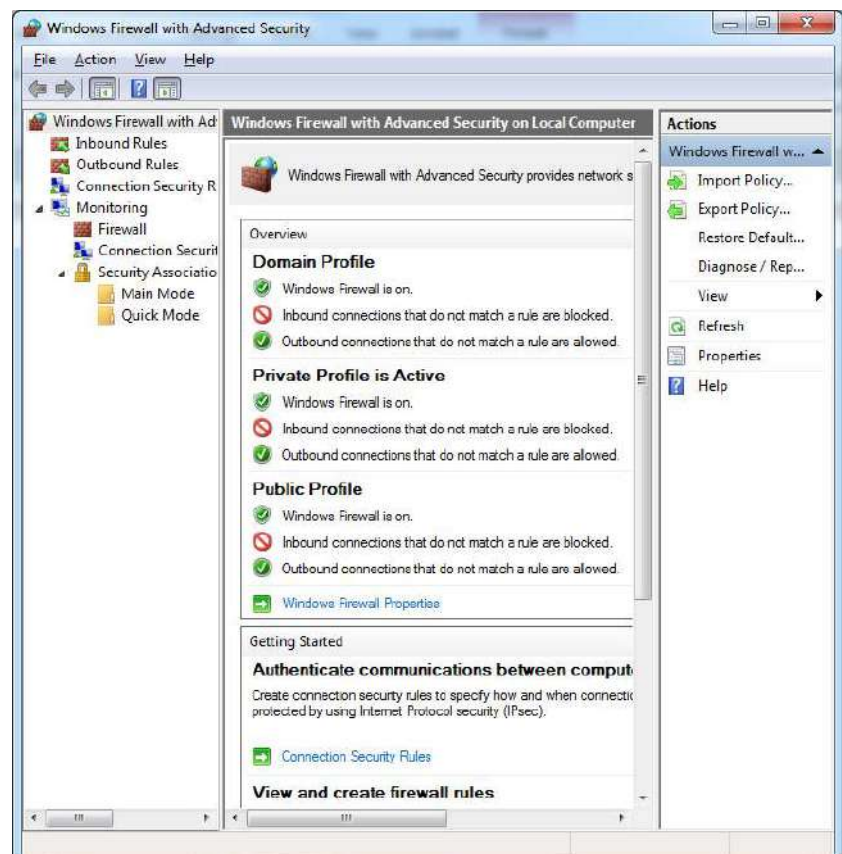 Windows Firewall with Advanced Security
File Action View Help
Windows Firewall with Ad
Inbound Rules
Outbound Rules
Connection Security R
Monitoring
Firewall
Connection Securit
Security Associatio
Main Mode
Quick Mode
Windows Firewall with Advanced Security on Local Computer
Windows Firewall with Advanced Security provides network s
Overview
Domain Profile
Windows Firewall is on.
Inbound connections that do not match a rule are blocked.
Outbound connections that do not match a rule are allowed.
Private Profile is Active
Windows Firewall is on.
Inbound connections that do not match a rule are blocked.
Outbound connections that do not match a rule are allowed.
Public Profile
Windows Firewall is on.
Inbound connections that do not match a rule are blocked.
Outbound connections that do not match a rule are allowed.
Windows Firewall Properties
Getting Started
Authenticate communications between comput
Create connection security rules to specify how and when connectic
protected by using Internet Protocol security (IPsec).
Connection Security Rules
View and create firewall rules
Actions
Windows Firewall w...
Import Policy...
Export Policy...
Restore Default...
Diagnose / Rep...
View
Refresh
Properties
Help